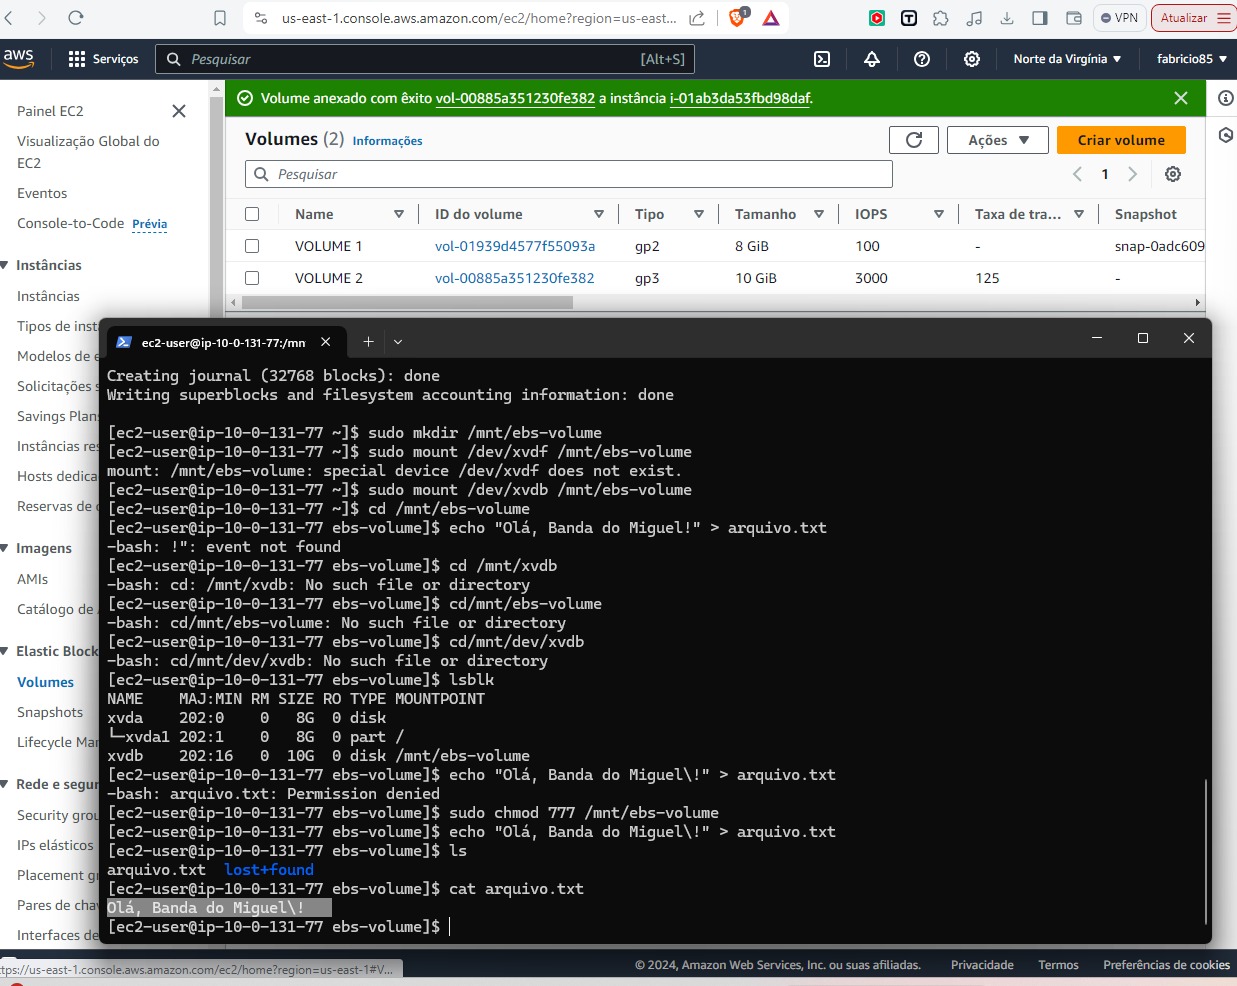 us-east-1.console.aws.amazon.com/ec2/home?region=us-east...
1
T
VPN
Atualizar
aws
Serviços
Pesquisar
[Alt+S]
Norte da Virgínia
fabricio85
Painel EC2
Visualização Global do
EC2
Eventos
Console-to-Code Prévia
Instâncias
Instâncias
Tipos de inst
Modelos de e
Solicitações s
Savings Plan
Instâncias res
Hosts dedica
Reservas de
Imagens
AMIs
Catálogo de
Elastic Block
Volumes
Snapshots
Lifecycle Mar
Rede e segur
Security grou
IPs elásticos
Placement g
Pares de cha
Interfaces de
Volume anexado com êxito vol-00885a351230fe382 a instância i-01ab3da53fbd98daf.
Volumes (2) Informações
Ações
Criar volume
Pesquisar
1
Name ID do volume Tipo Tamanho IOPS Taxa de tra... Snapshot
VOLUME 1 vol-01939d4577f55093a gp2 8 GiB 100 - snap-0adc609
VOLUME 2 vol-00885a351230fe382 gp3 10 GiB 3000 125 -
ec2-user@ip-10-0-131-77:/mn
Creating journal (32768 blocks): done
Writing superblocks and filesystem accounting information: done
[ec2-user@ip-10-0-131-77 ~]$ sudo mkdir /mnt/ebs-volume
[ec2-user@ip-10-0-131-77 ~]$ sudo mount /dev/xvdf /mnt/ebs-volume
mount: /mnt/ebs-volume: special device /dev/xvdf does not exist.
[ec2-user@ip-10-0-131-77 ~]$ sudo mount /dev/xvdb /mnt/ebs-volume
[ec2-user@ip-10-0-131-77 ~]$ cd /mnt/ebs-volume
[ec2-user@ip-10-0-131-77 ebs-volume]$ echo "Olá, Banda do Miguel!" > arquivo.txt
-bash: !": event not found
[ec2-user@ip-10-0-131-77 ebs-volume]$ cd /mnt/xvdb
-bash: cd: /mnt/xvdb: No such file or directory
[ec2-user@ip-10-0-131-77 ebs-volume]$ cd/mnt/ebs-volume
-bash: cd/mnt/ebs-volume: No such file or directory
[ec2-user@ip-10-0-131-77 ebs-volume]$ cd/mnt/dev/xvdb
-bash: cd/mnt/dev/xvdb: No such file or directory
[ec2-user@ip-10-0-131-77 ebs-volume]$ lsblk
NAME    MAJ:MIN RM SIZE RO TYPE MOUNTPOINT
xvda    202:0    0   8G  0 disk
└─xvda1 202:1    0   8G  0 part /
xvdb    202:16   0  10G  0 disk /mnt/ebs-volume
[ec2-user@ip-10-0-131-77 ebs-volume]$ echo "Olá, Banda do Miguel\!" > arquivo.txt
-bash: arquivo.txt: Permission denied
[ec2-user@ip-10-0-131-77 ebs-volume]$ sudo chmod 777 /mnt/ebs-volume
[ec2-user@ip-10-0-131-77 ebs-volume]$ echo "Olá, Banda do Miguel\!" > arquivo.txt
[ec2-user@ip-10-0-131-77 ebs-volume]$ ls
arquivo.txt  lost+found
[ec2-user@ip-10-0-131-77 ebs-volume]$ cat arquivo.txt
Olá, Banda do Miguel\!
[ec2-user@ip-10-0-131-77 ebs-volume]$
ttps://us-east-1.console.aws.amazon.com/ec2/home?region=us-east-1#V...
© 2024, Amazon Web Services, Inc. ou suas afiliadas. Privacidade Termos Preferências de cookies